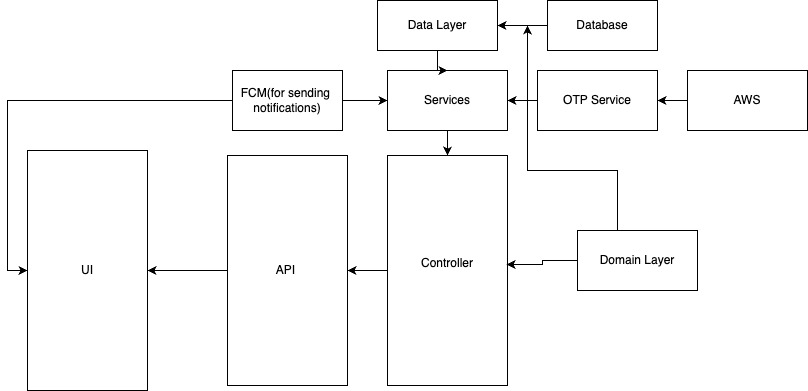 Data Layer
Database
FCM(for sending
notifications)
Services
OTP Service
AWS
UI
API
Controller
Domain Layer